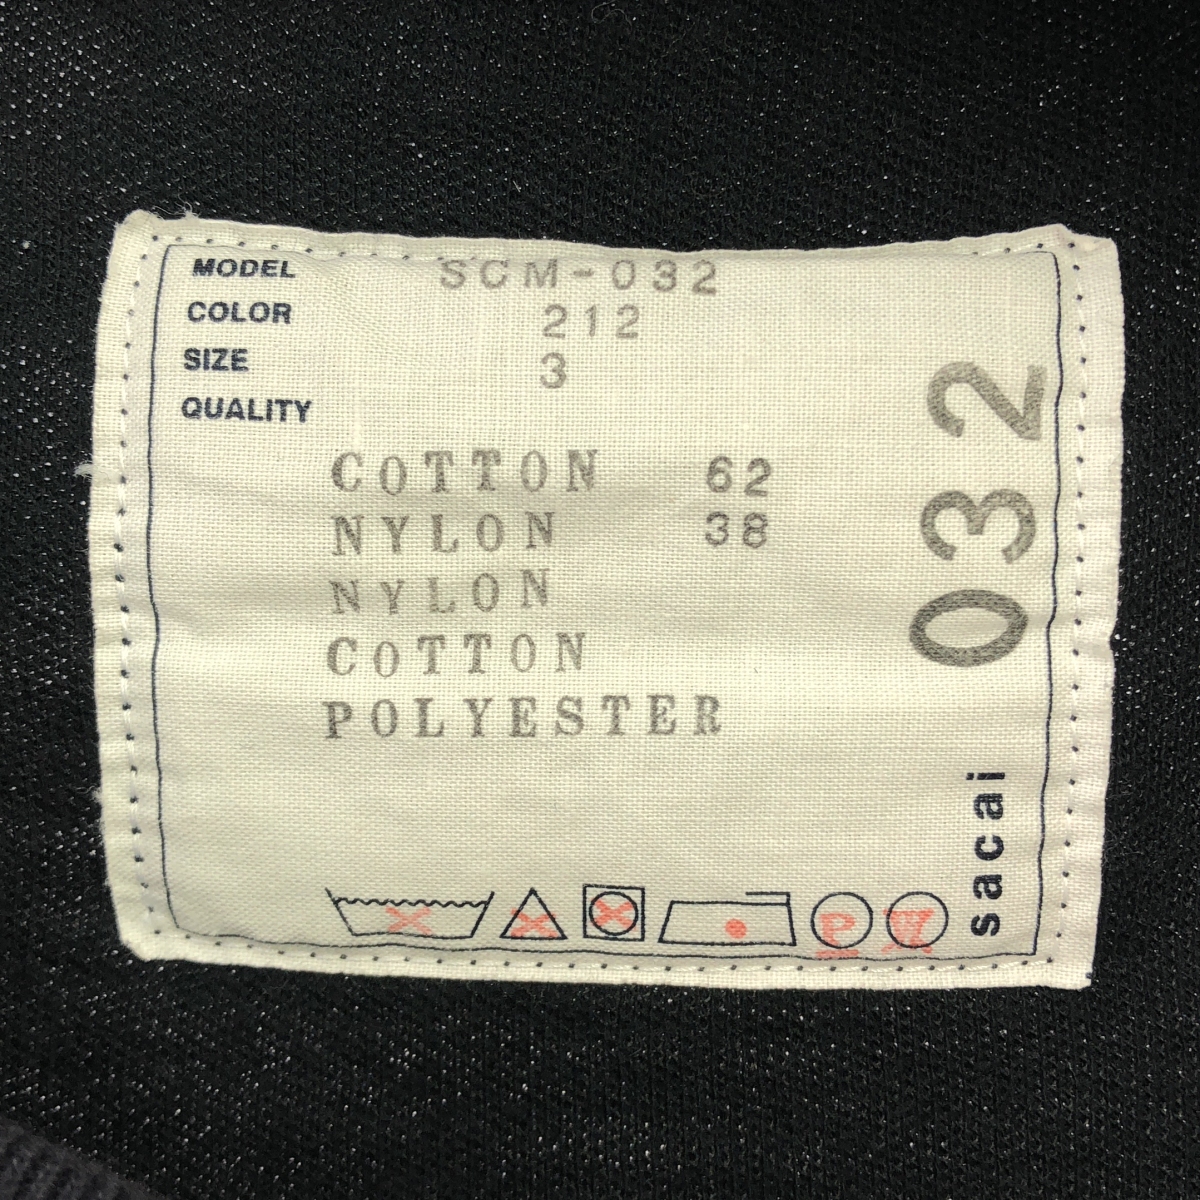 MODEL SCM-032
COLOR 212
SIZE 3
QUALITY
COTTON 62
NYLON 38
NYLON
COTTON
POLYESTER
P W
sacai 032